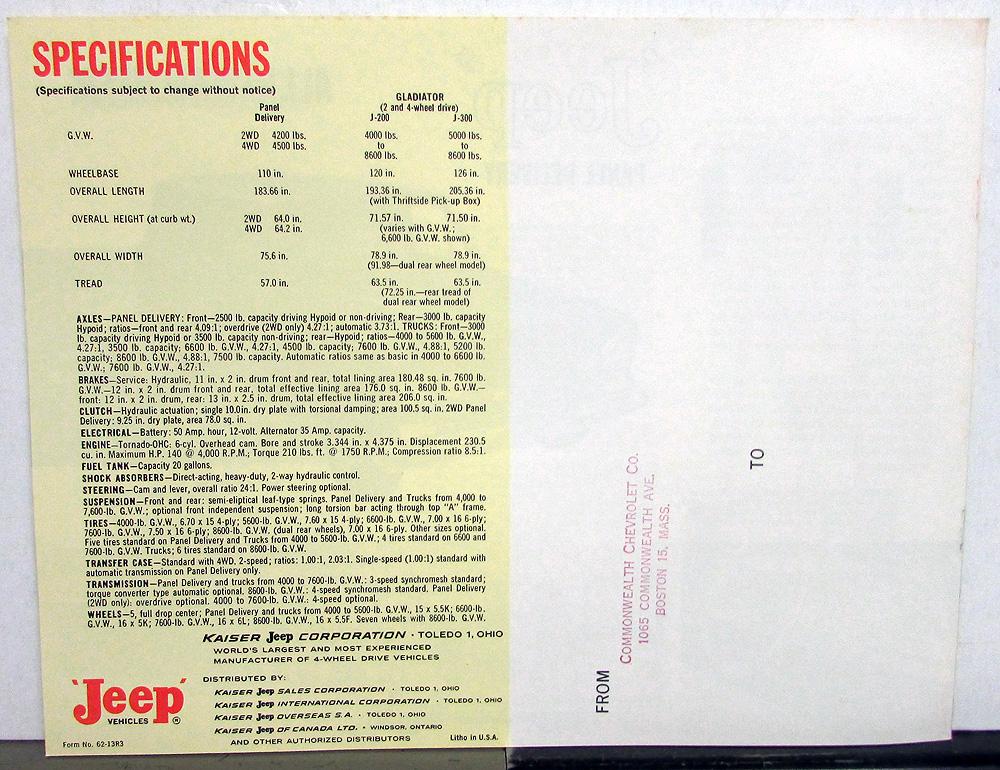 SPECIFICATIONS
(Specifications subject to change without notice)
Panel Delivery
GLADIATOR
(2 and 4-wheel drive)
J-200 J-300
G.V.W. 2WD 4200 lbs. 4000 lbs. 5000 lbs.
4WD 4500 lbs. to to
8600 lbs. 8600 lbs.
WHEELBASE 110 in. 120 in. 126 in.
OVERALL LENGTH 183.66 in. 193.36 in. 205.36 in.
(with Thriftside Pick-up Box)
OVERALL HEIGHT (at curb wt.) 2WD 64.0 in. 71.57 in. 71.50 in.
4WD 64.2 in. (varies with G.V.W.;
6,600 lb. G.V.W. shown)
OVERALL WIDTH 75.6 in. 78.9 in. 78.9 in.
(91.98—dual rear wheel model)
TREAD 57.0 in. 63.5 in. 63.5 in.
(72.25 in.—rear tread of
dual rear wheel model)
AXLES—PANEL DELIVERY: Front—2500 lb. capacity driving Hypoid or non-driving; Rear—3000 lb. capacity
Hypoid; ratios—front and rear 4.09:1; overdrive (2WD only) 4.27:1; automatic 3.73:1. TRUCKS: Front—3000
lb. capacity driving Hypoid or 3500 lb. capacity non-driving; rear—Hypoid; ratios—4000 to 5600 lb. G.V.W.,
4.27:1, 3500 lb. capacity; 6600 lb. G.V.W., 4.27:1, 4500 lb. capacity; 7600 lb. G.V.W., 4.88:1, 5200 lb.
capacity; 8600 lb. G.V.W., 4.88:1, 7500 lb. capacity. Automatic ratios same as basic in 4000 to 6600 lb.
G.V.W.; 7600 lb. G.V.W., 4.27:1.
BRAKES—Service: Hydraulic, 11 in. x 2 in. drum front and rear, total lining area 180.48 sq. in. 7600 lb.
G.V.W.—12 in. x 2 in. drum front and rear, total effective lining area 176.0 sq. in. 8600 lb. G.V.W.—
front: 12 in. x 2 in. drum, rear: 13 in. x 2.5 in. drum, total effective lining area 206.0 sq. in.
CLUTCH—Hydraulic actuation; single 10.0in. dry plate with torsional damping; area 100.5 sq. in. 2WD Panel
Delivery: 9.25 in. dry plate, area 78.0 sq. in.
ELECTRICAL—Battery: 50 Amp. hour, 12-volt. Alternator 35 Amp. capacity.
ENGINE—Tornado-OHC: 6-cyl. Overhead cam. Bore and stroke 3.344 in. x 4.375 in. Displacement 230.5
cu. in. Maximum H.P. 140 @ 4,000 R.P.M.; Torque 210 lbs. ft. @ 1750 R.P.M.; Compression ratio 8.5:1.
FUEL TANK—Capacity 20 gallons.
SHOCK ABSORBERS—Direct-acting, heavy-duty, 2-way hydraulic control.
STEERING—Cam and lever, overall ratio 24:1. Power steering optional.
SUSPENSION—Front and rear: semi-eliptical leaf-type springs. Panel Delivery and Trucks from 4,000 to
7,600-lb. G.V.W.; optional front independent suspension; long torsion bar acting through top "A" frame.
TIRES—4000-lb. G.V.W., 6.70 x 15 4-ply; 5600-lb. G.V.W., 7.60 x 15 4-ply; 6600-lb. G.V.W., 7.00 x 16 6-ply;
7600-lb. G.V.W., 7.50 x 16 6-ply; 8600-lb. G.V.W. (dual rear wheels), 7.00 x 16 6-ply. Other sizes optional.
Five tires standard on Panel Delivery and Trucks from 4000 to 5600-lb. G.V.W.; 4 tires standard on 6600 and
7600-lb. G.V.W. Trucks; 6 tires standard on 8600-lb. G.V.W.
TRANSFER CASE—Standard with 4WD, 2-speed; ratios: 1.00:1, 2.03:1. Single-speed (1.00:1) standard with
automatic transmission on Panel Delivery only.
TRANSMISSION—Panel Delivery and trucks from 4000 to 7600-lb. G.V.W.: 3-speed synchromesh standard;
torque converter type automatic optional. 8600-lb. G.V.W.: 4-speed synchromesh standard. Panel Delivery
(2WD only): overdrive optional. 4000 to 7600-lb. G.V.W.: 4-speed optional.
WHEELS—5, full drop center; Panel Delivery and trucks from 4000 to 5600-lb. G.V.W., 15 x 5.5K; 6600-lb.
G.V.W., 16 x 5K; 7600-lb. G.V.W., 16 x 6L; 8600-lb. G.V.W., 16 x 5.5F. Seven wheels with 8600-lb. G.V.W.
KAISER Jeep CORPORATION · TOLEDO 1, OHIO
WORLD'S LARGEST AND MOST EXPERIENCED
MANUFACTURER OF 4-WHEEL DRIVE VEHICLES
DISTRIBUTED BY:
KAISER Jeep SALES CORPORATION · TOLEDO 1, OHIO
KAISER Jeep INTERNATIONAL CORPORATION · TOLEDO 1, OHIO
KAISER Jeep OVERSEAS S.A. · TOLEDO 1, OHIO
KAISER Jeep OF CANADA LTD. · WINDSOR, ONTARIO
AND OTHER AUTHORIZED DISTRIBUTORS
'Jeep'
VEHICLES ®
Form No. 62-13R3
Litho in U.S.A.
FROM
COMMONWEALTH CHEVROLET CO.
1065 COMMONWEALTH AVE.
BOSTON 15, MASS.
TO